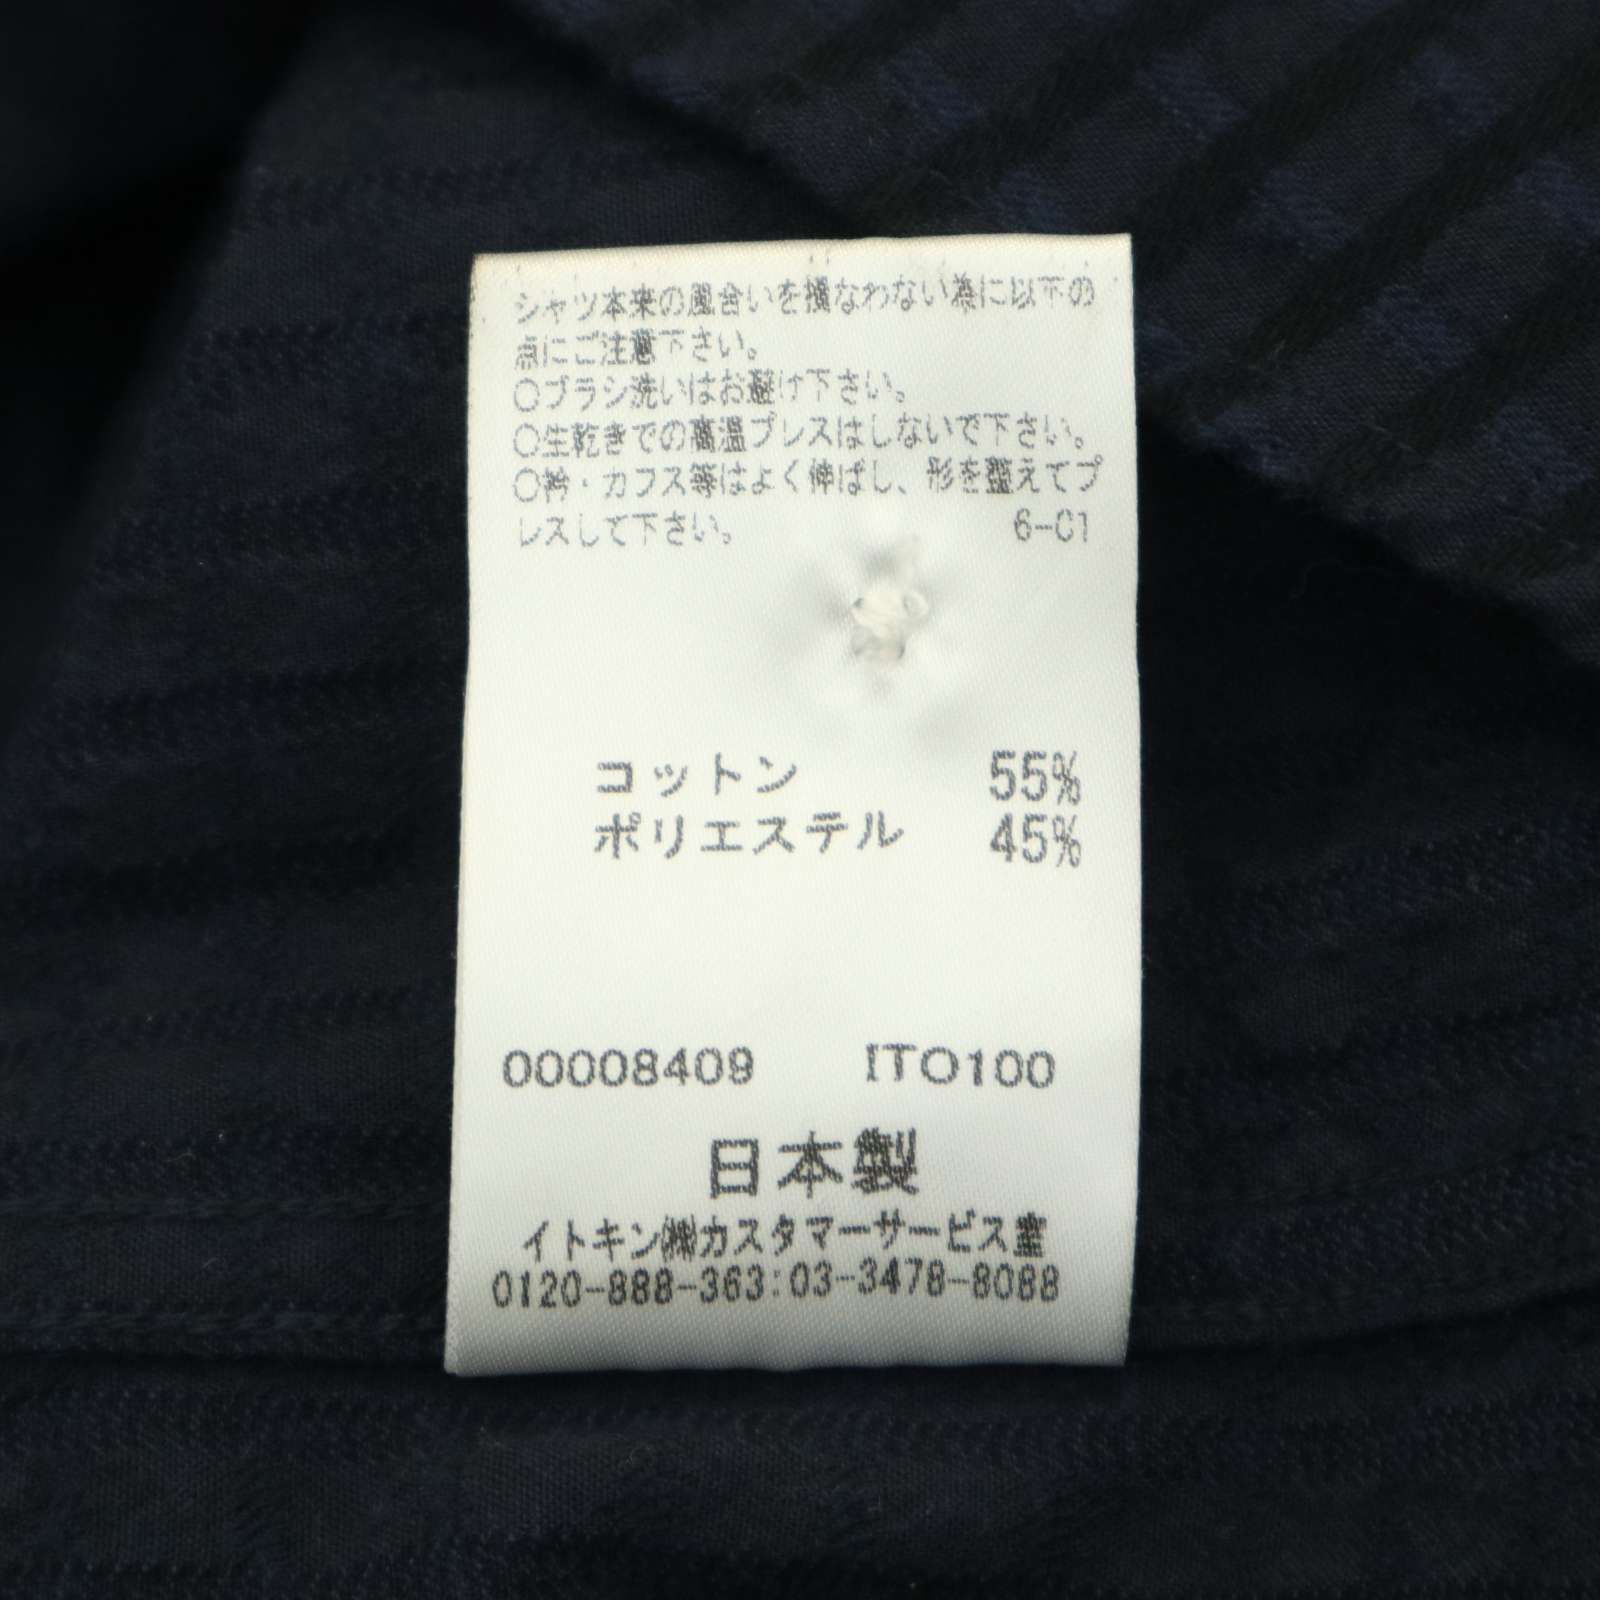 シャツ本来の風合いを損なわない為に以下の
点にご注意下さい。
○ブラシ洗いはお避け下さい。
○生乾きでの高温プレスはしないで下さい。
○衿・カフス等はよく伸ばし、形を整えてプ
レスして下さい。 6-01
コットン 55%
ポリエステル 45%
00008409 ITO100
日本製
イトキン㈱カスタマーサービス室
0120-888-363:03-3478-8088